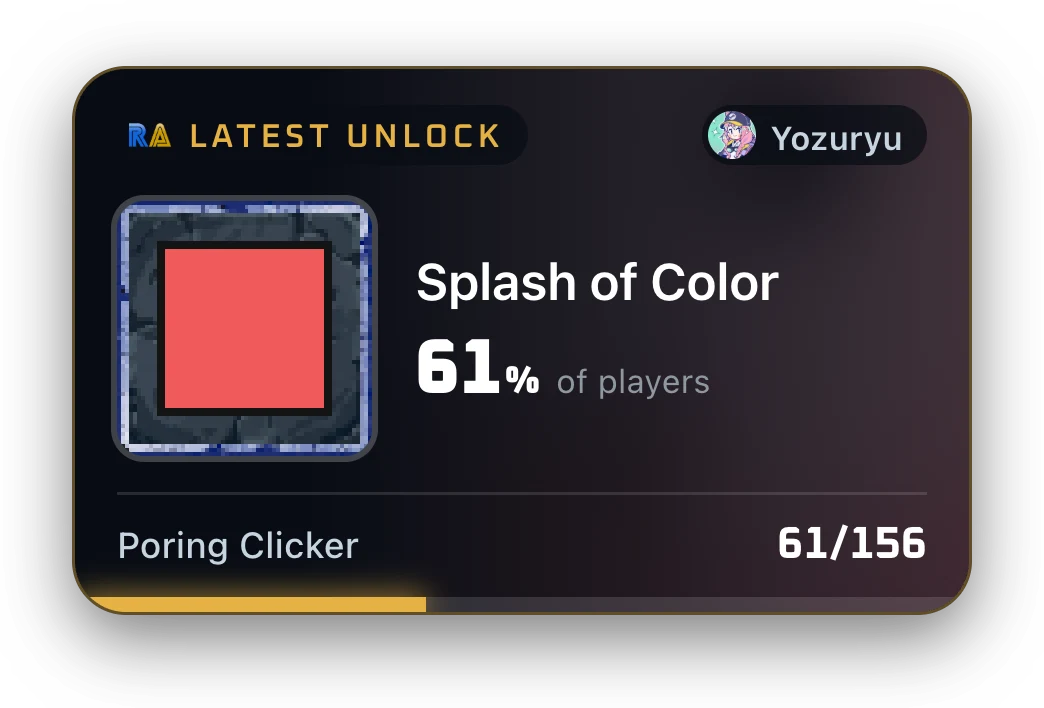 RA LATEST UNLOCK
Yozuryu
Splash of Color
61% of players
Poring Clicker
61/156